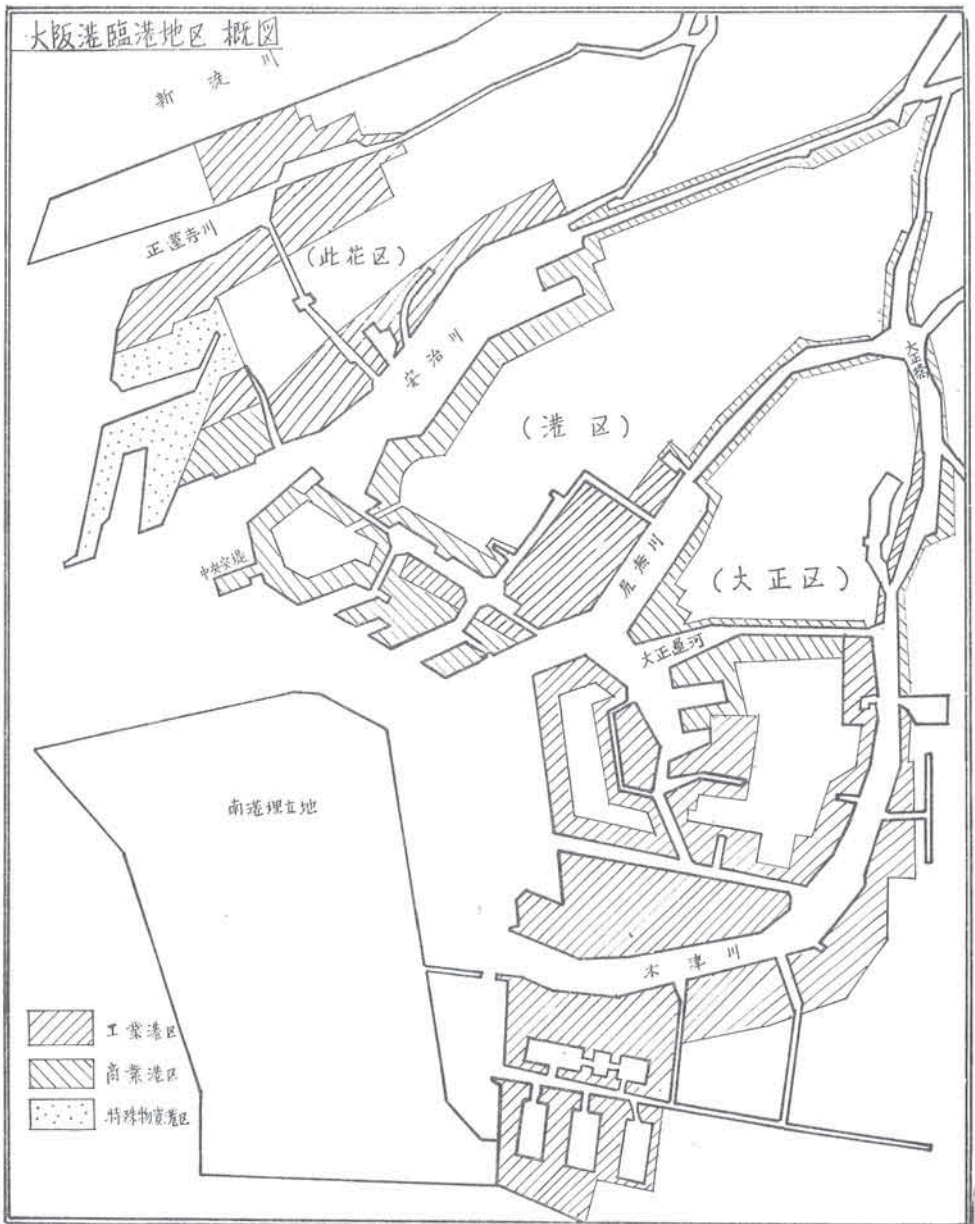 大阪港臨港地区 概図
新淀川
正蓮寺川
(此花区)
安治川
大正橋
(港区)
尻無川
中央突堤
(大正区)
大正運河
南港埋立地
木津川
工業港区
商業港区
特殊物資港区